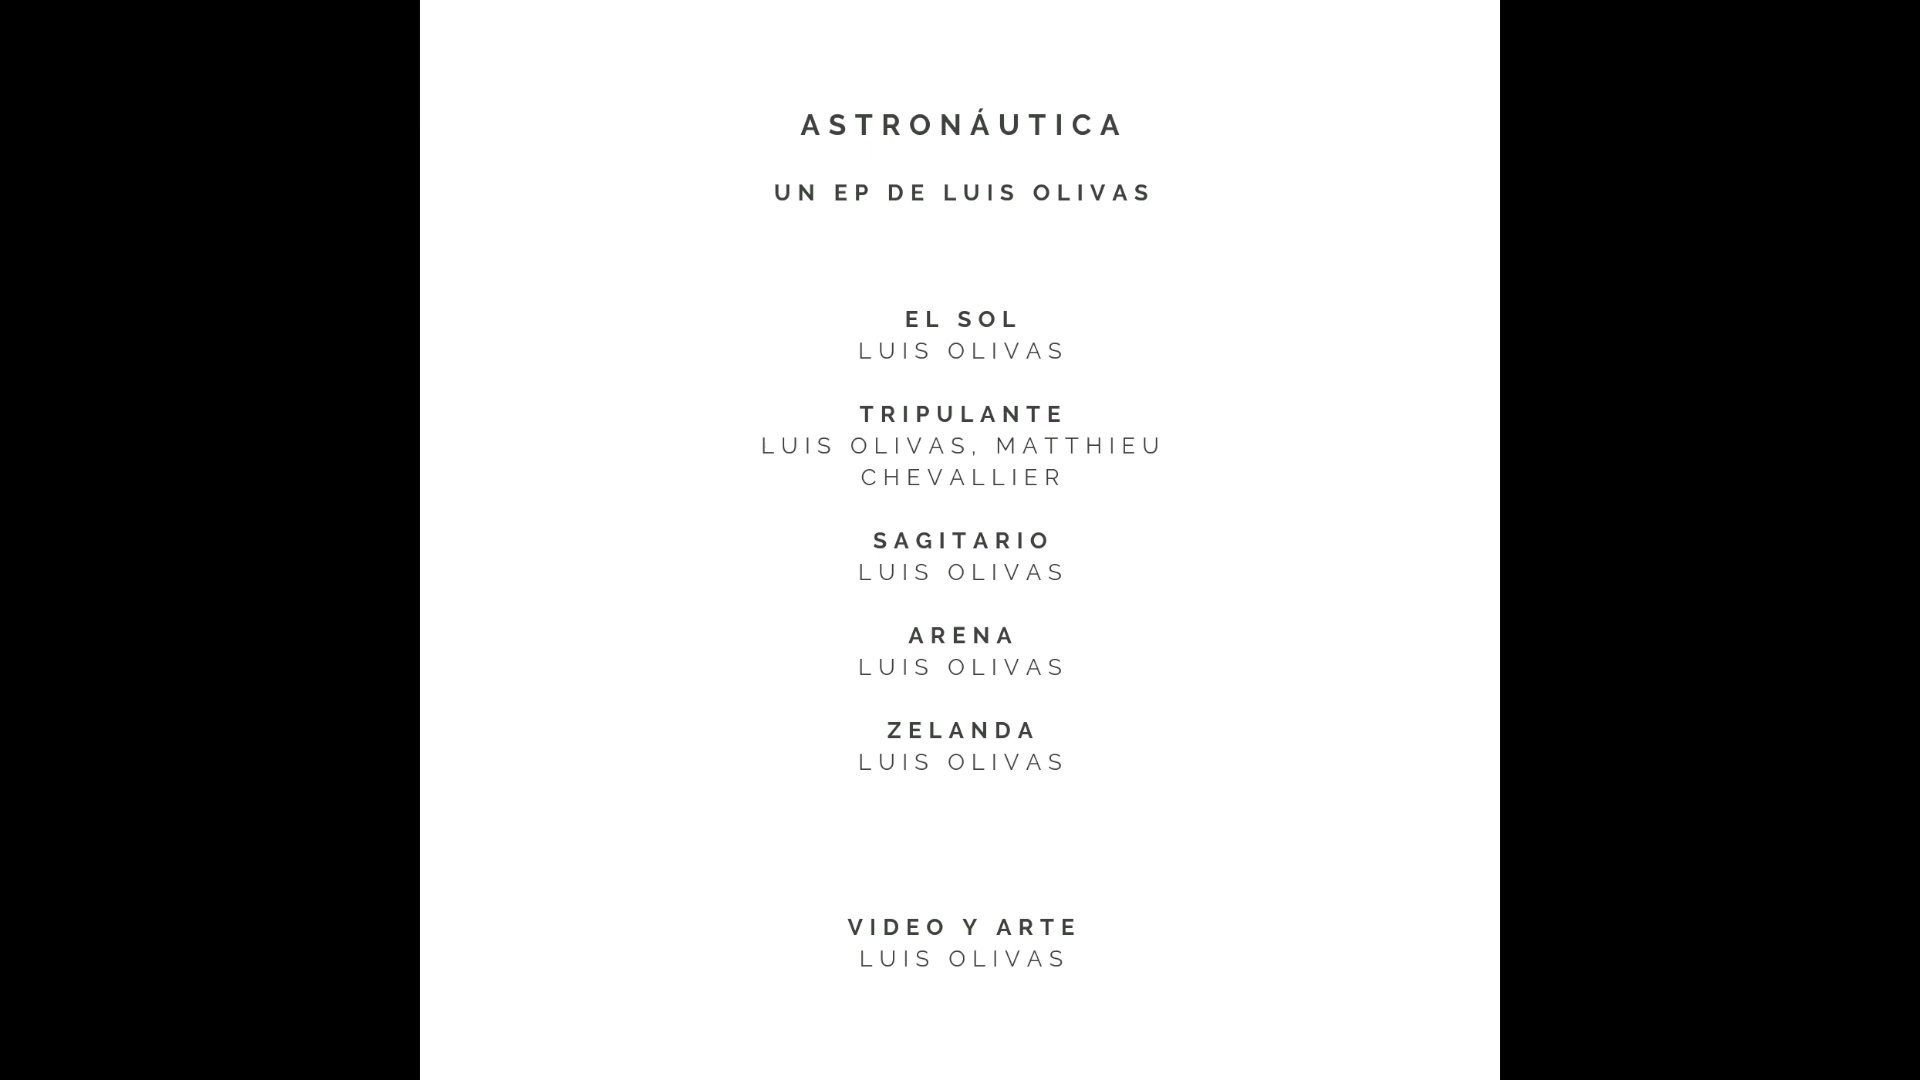 ASTRONÁUTICA
UN EP DE LUIS OLIVAS
EL SOL
LUIS OLIVAS
TRIPULANTE
LUIS OLIVAS, MATTHIEU
CHEVALLIER
SAGITARIO
LUIS OLIVAS
ARENA
LUIS OLIVAS
ZELANDA
LUIS OLIVAS
VIDEO Y ARTE
LUIS OLIVAS